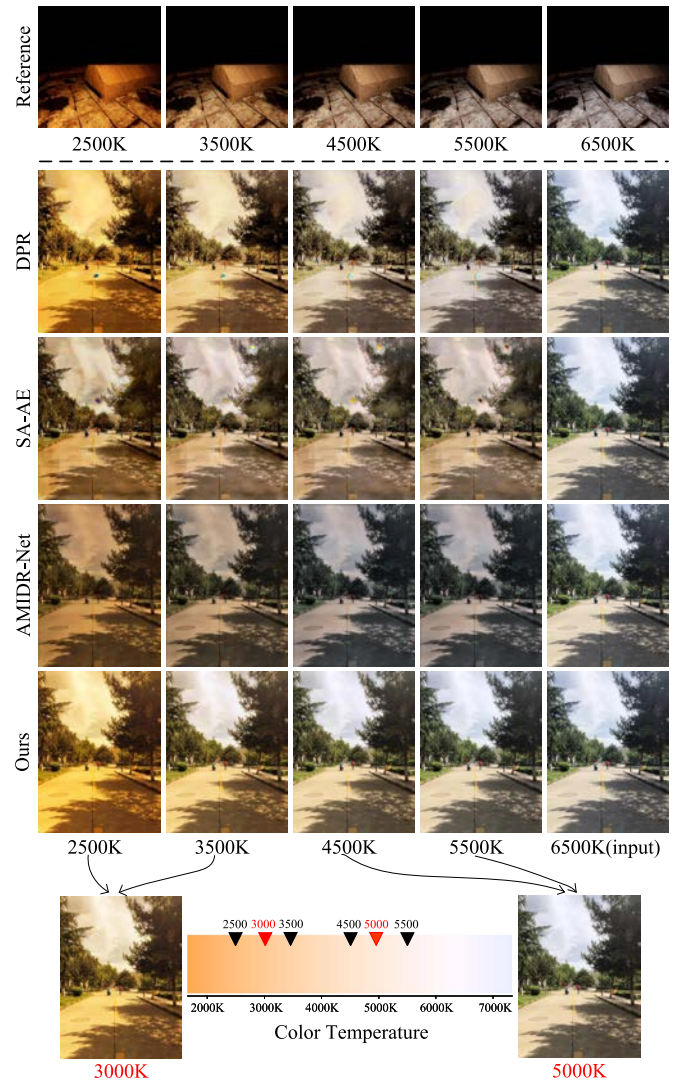 Reference
2500K 3500K 4500K 5500K 6500K
DPR
SA-AE
AMIDR-Net
Ours
2500K 3500K 4500K 5500K 6500K(input)
2500 3000 3500 4500 5000 5500
2000K 3000K 4000K 5000K 6000K 7000K
Color Temperature
3000K 5000K